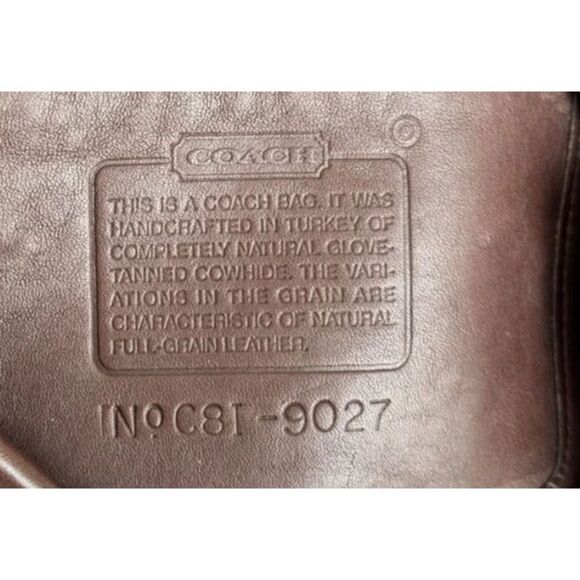 COACH ©
THIS IS A COACH BAG. IT WAS
HANDCRAFTED IN TURKEY OF
COMPLETELY NATURAL GLOVE-
TANNED COWHIDE. THE VARI-
ATIONS IN THE GRAIN ARE
CHARACTERISTIC OF NATURAL
FULL-GRAIN LEATHER.
No C8I-9027